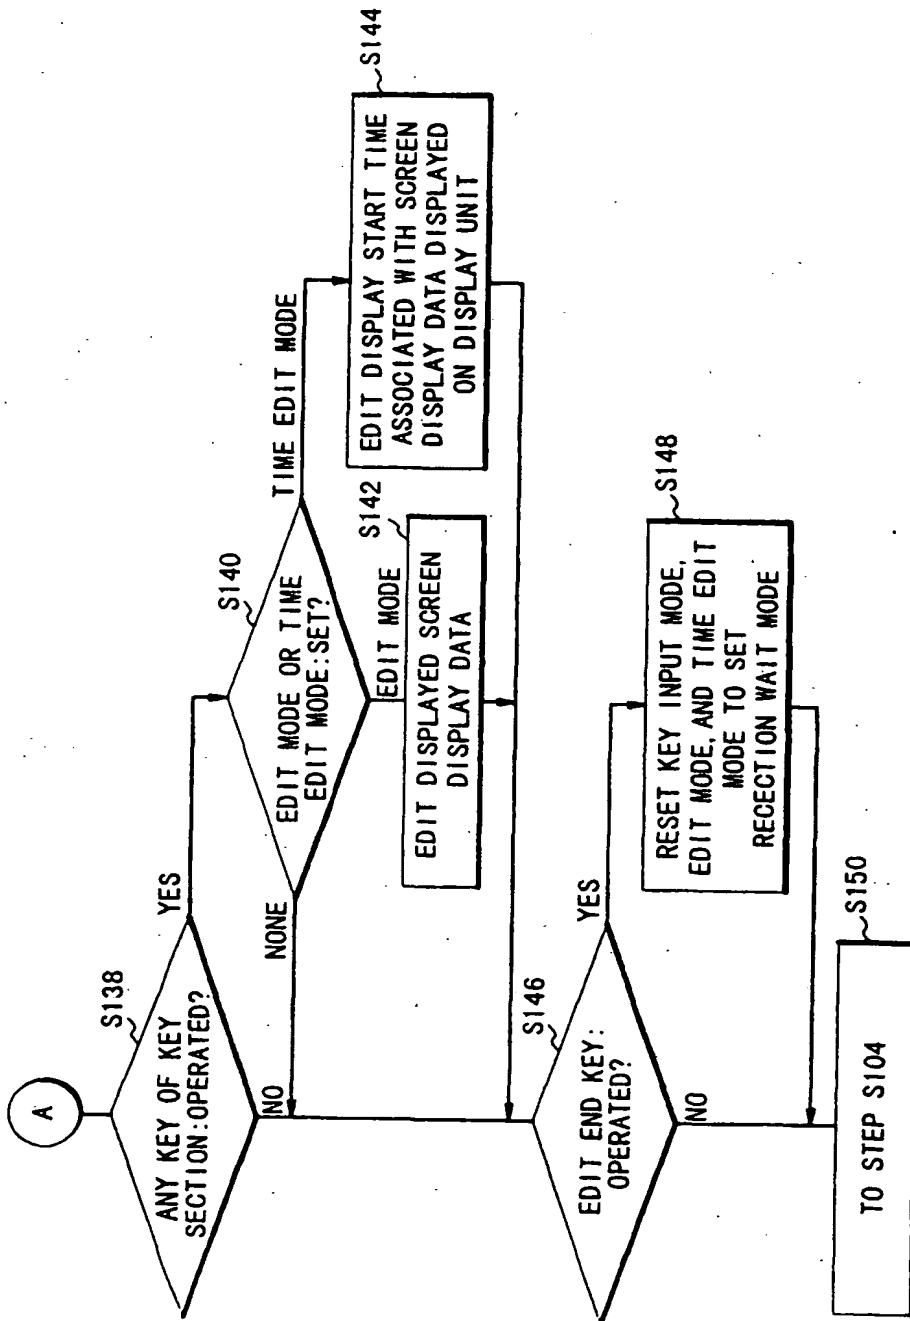 A
S138
ANY KEY OF KEY
SECTION:OPERATED?
YES
NO
S140
EDIT MODE OR TIME
EDIT MODE:SET?
TIME EDIT MODE
EDIT MODE
NONE
S142
EDIT DISPLAYED SCREEN
DISPLAY DATA
S144
EDIT DISPLAY START TIME
ASSOCIATED WITH SCREEN
DISPLAY DATA DISPLAYED
ON DISPLAY UNIT
S146
EDIT END KEY:
OPERATED?
YES
NO
S148
RESET KEY INPUT MODE,
EDIT MODE, AND TIME EDIT
MODE TO SET
RECECTION WAIT MODE
S150
TO STEP S104